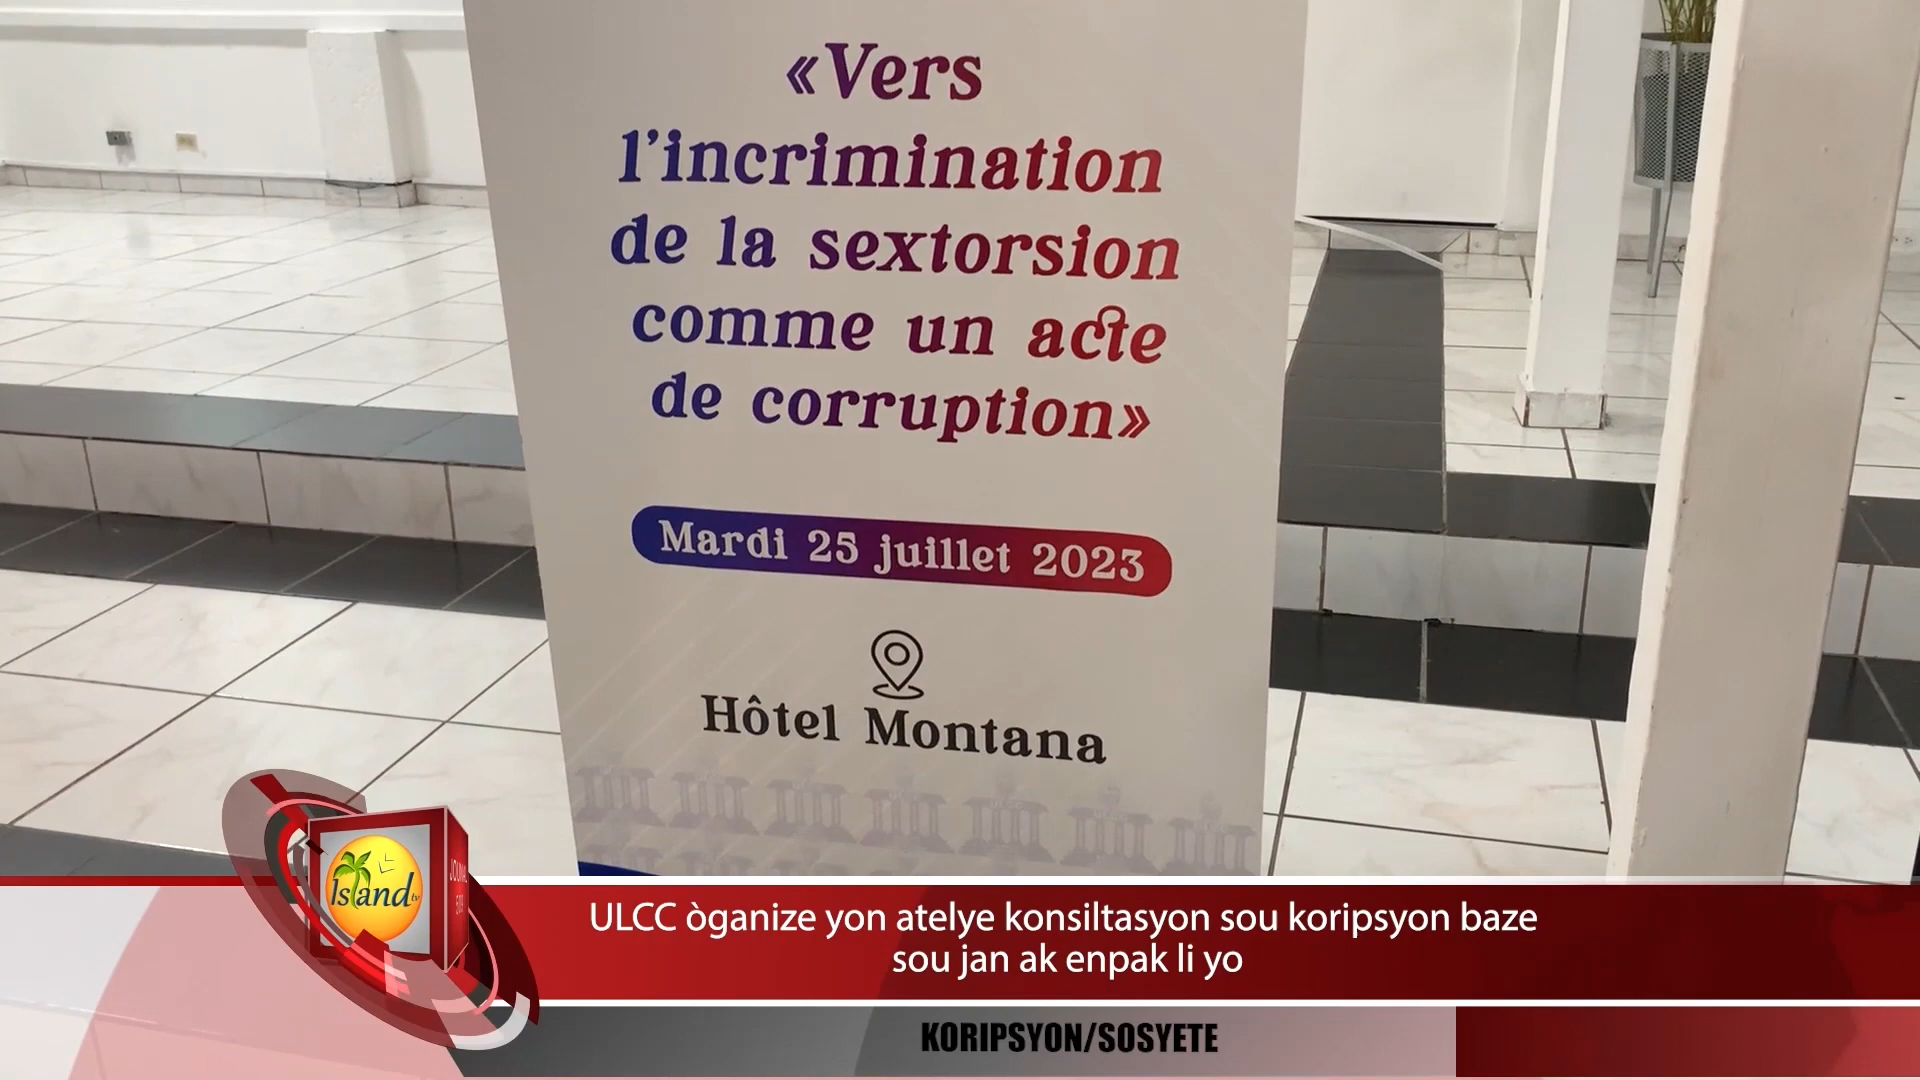 «Vers
l'incrimination
de la sextorsion
comme un acte
de corruption»
Mardi 25 juillet 2023
Hôtel Montana
Island tv
ULCC òganize yon atelye konsiltasyon sou koripsyon baze
sou jan ak enpak li yo
KORIPSYON/SOSYETE